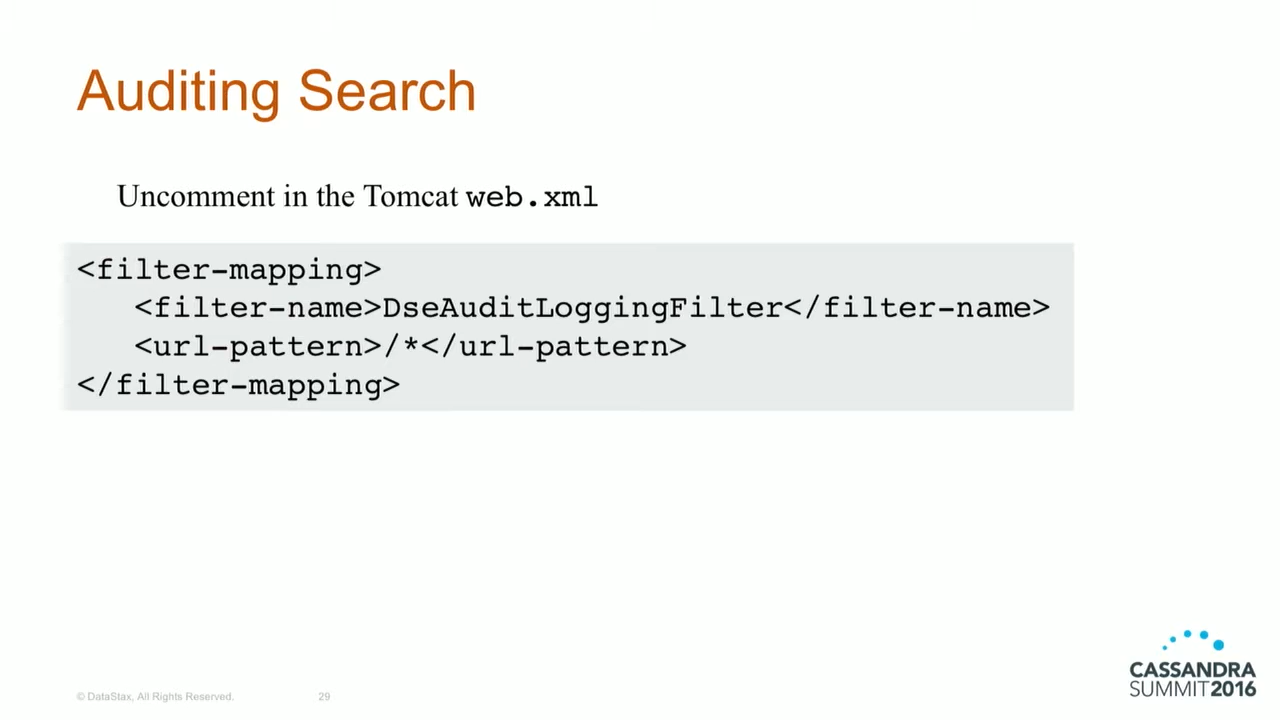 Auditing Search
Uncomment in the Tomcat web.xml
<filter-mapping>
   <filter-name>DseAuditLoggingFilter</filter-name>
   <url-pattern>/*</url-pattern>
</filter-mapping>
© DataStax, All Rights Reserved.
29
CASSANDRA
SUMMIT2016